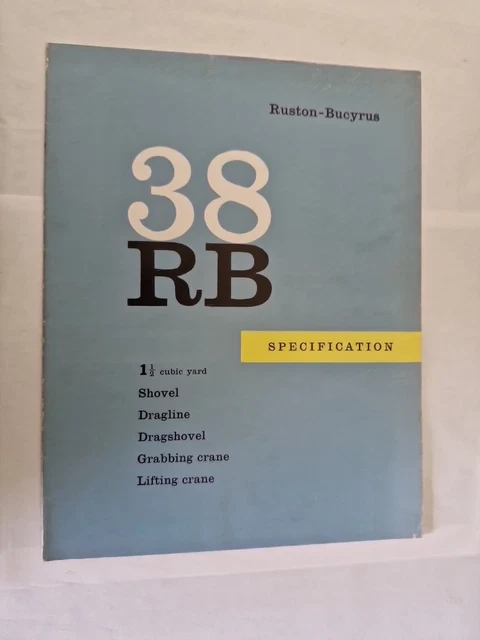 Ruston-Bucyrus
38
RB
SPECIFICATION
1½ cubic yard
Shovel
Dragline
Dragshovel
Grabbing crane
Lifting crane